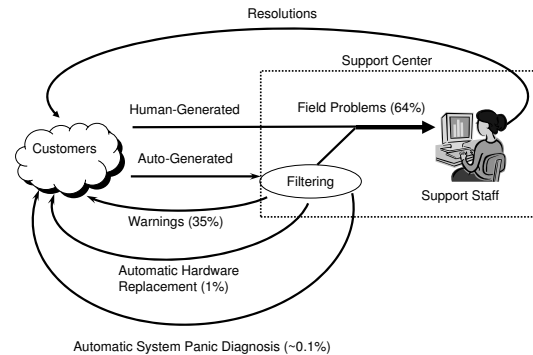 Resolutions
Support Center
Human-Generated
Field Problems (64%)
Customers
Auto-Generated
Filtering
Support Staff
Warnings (35%)
Automatic Hardware
Replacement (1%)
Automatic System Panic Diagnosis (~0.1%)